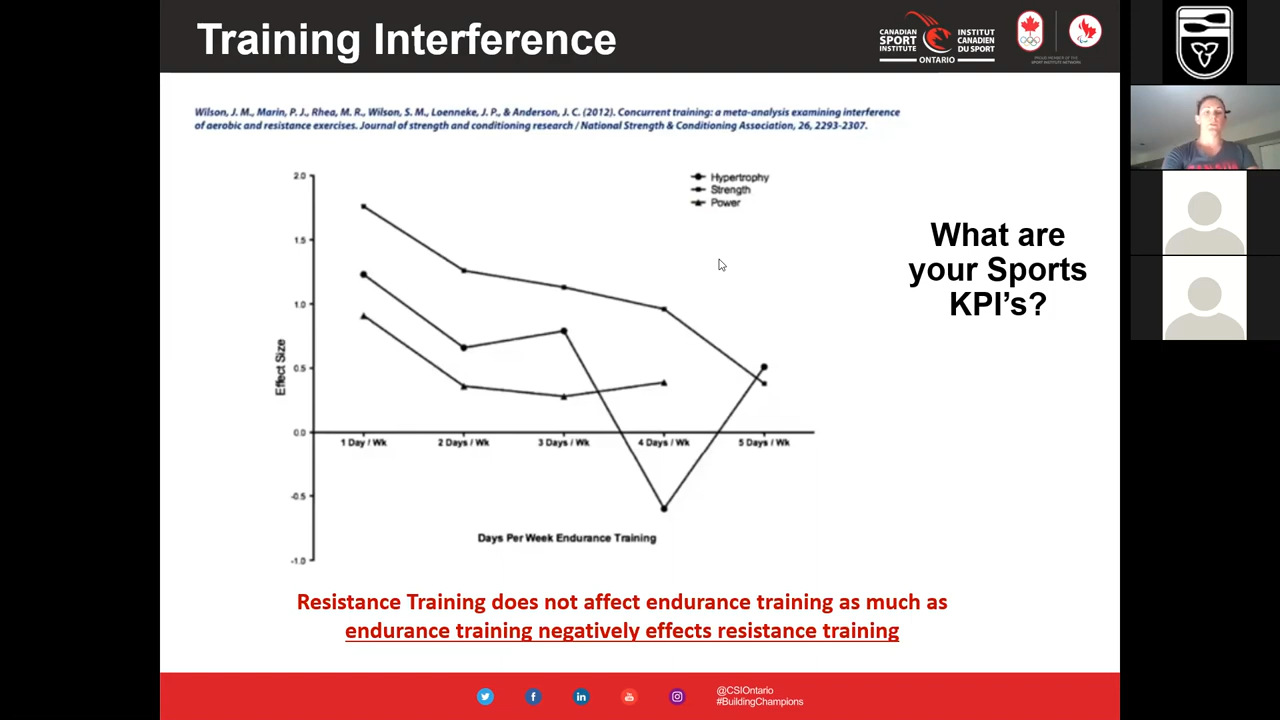 Training Interference
CANADIAN
SPORT
INSTITUTE
INSTITUT
CANADIEN
DU SPORT
ONTARIO
PROUD MEMBER OF THE
SPORT INSTITUTE NETWORK
Wilson, J. M., Marin, P. J., Rhea, M. R., Wilson, S. M., Loenneke, J. P., & Anderson, J. C. (2012). Concurrent training: a meta-analysis examining interference
of aerobic and resistance exercises. Journal of strength and conditioning research / National Strength & Conditioning Association, 26, 2293-2307.
Hypertrophy
Strength
Power
2.0
1.5
1.0
0.5
0.0
-0.5
-1.0
Effect Size
1 Day / Wk
2 Days / Wk
3 Days / Wk
4 Days / Wk
5 Days / Wk
Days Per Week Endurance Training
What are
your Sports
KPI's?
Resistance Training does not affect endurance training as much as
endurance training negatively effects resistance training
@CSIOntario
#BuildingChampions